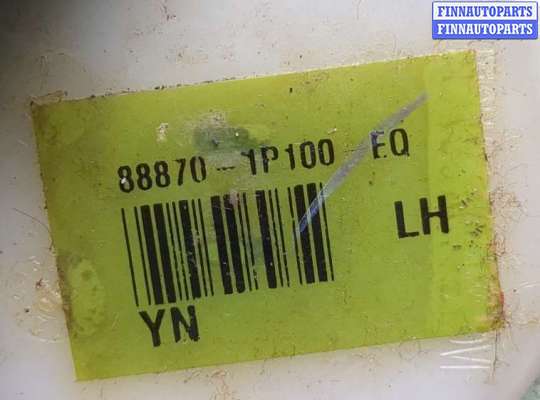 FINNAUTOPARTS
FINNAUTOPARTS
88870-1P100 EQ
LH
YN